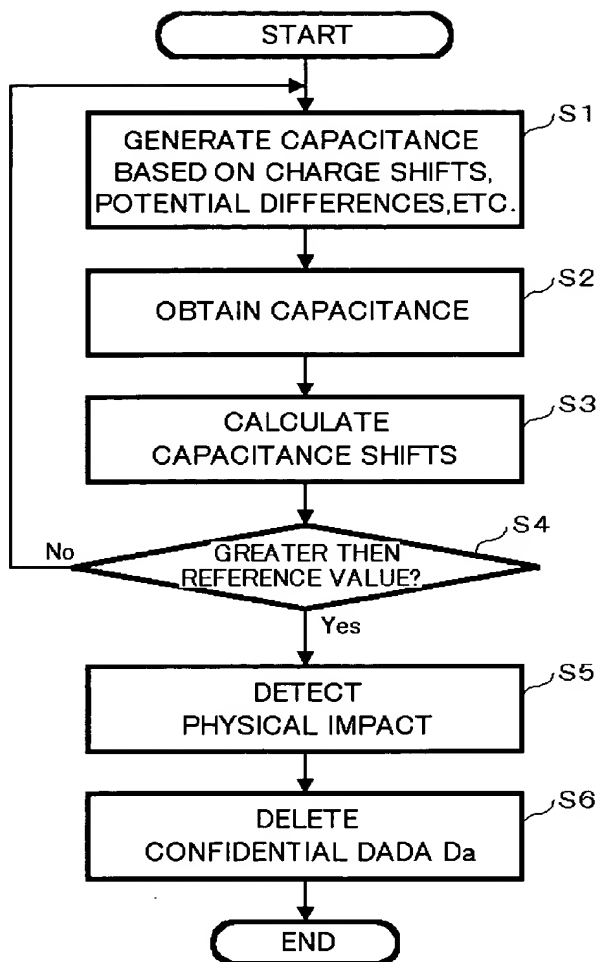 START
S1
GENERATE CAPACITANCE
BASED ON CHARGE SHIFTS,
POTENTIAL DIFFERENCES,ETC.
S2
OBTAIN CAPACITANCE
S3
CALCULATE
CAPACITANCE SHIFTS
S4
No
GREATER THEN
REFERENCE VALUE?
Yes
S5
DETECT
PHYSICAL IMPACT
S6
DELETE
CONFIDENTIAL DADA Da
END